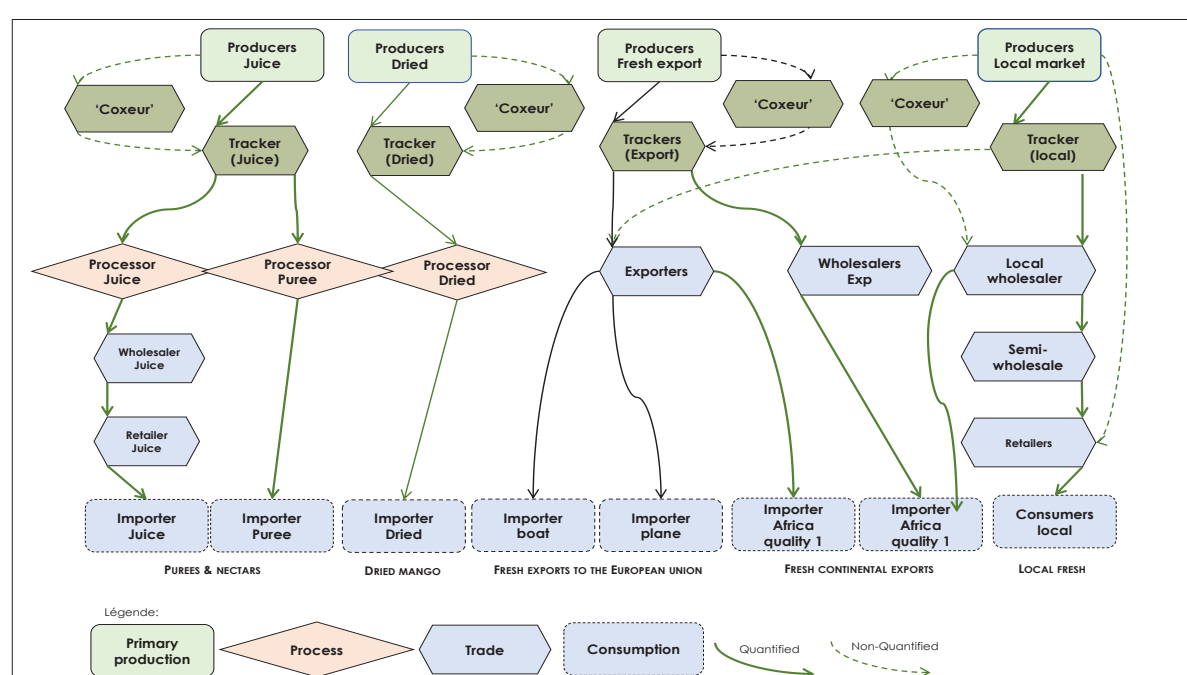 Producers
Juice
Producers
Dried
Producers
Fresh export
Producers
Local market
‘Coxeur’
‘Coxeur’
‘Coxeur’
‘Coxeur’
Tracker
(Juice)
Tracker
(Dried)
Trackers
(Export)
Tracker
(local)
Processor
Juice
Processor
Puree
Processor
Dried
Exporters
Wholesalers
Exp
Local
wholesaler
Wholesaler
Juice
Semi-
wholesale
Retailer
Juice
Retailers
Importer
Juice
Importer
Puree
Importer
Dried
Importer
boat
Importer
plane
Importer
Africa
quality 1
Importer
Africa
quality 1
Consumers
local
PUREES & NECTARS
DRIED MANGO
FRESH EXPORTS TO THE EUROPEAN UNION
FRESH CONTINENTAL EXPORTS
LOCAL FRESH
Légende:
Primary
production
Process
Trade
Consumption
Quantified
Non-Quantified